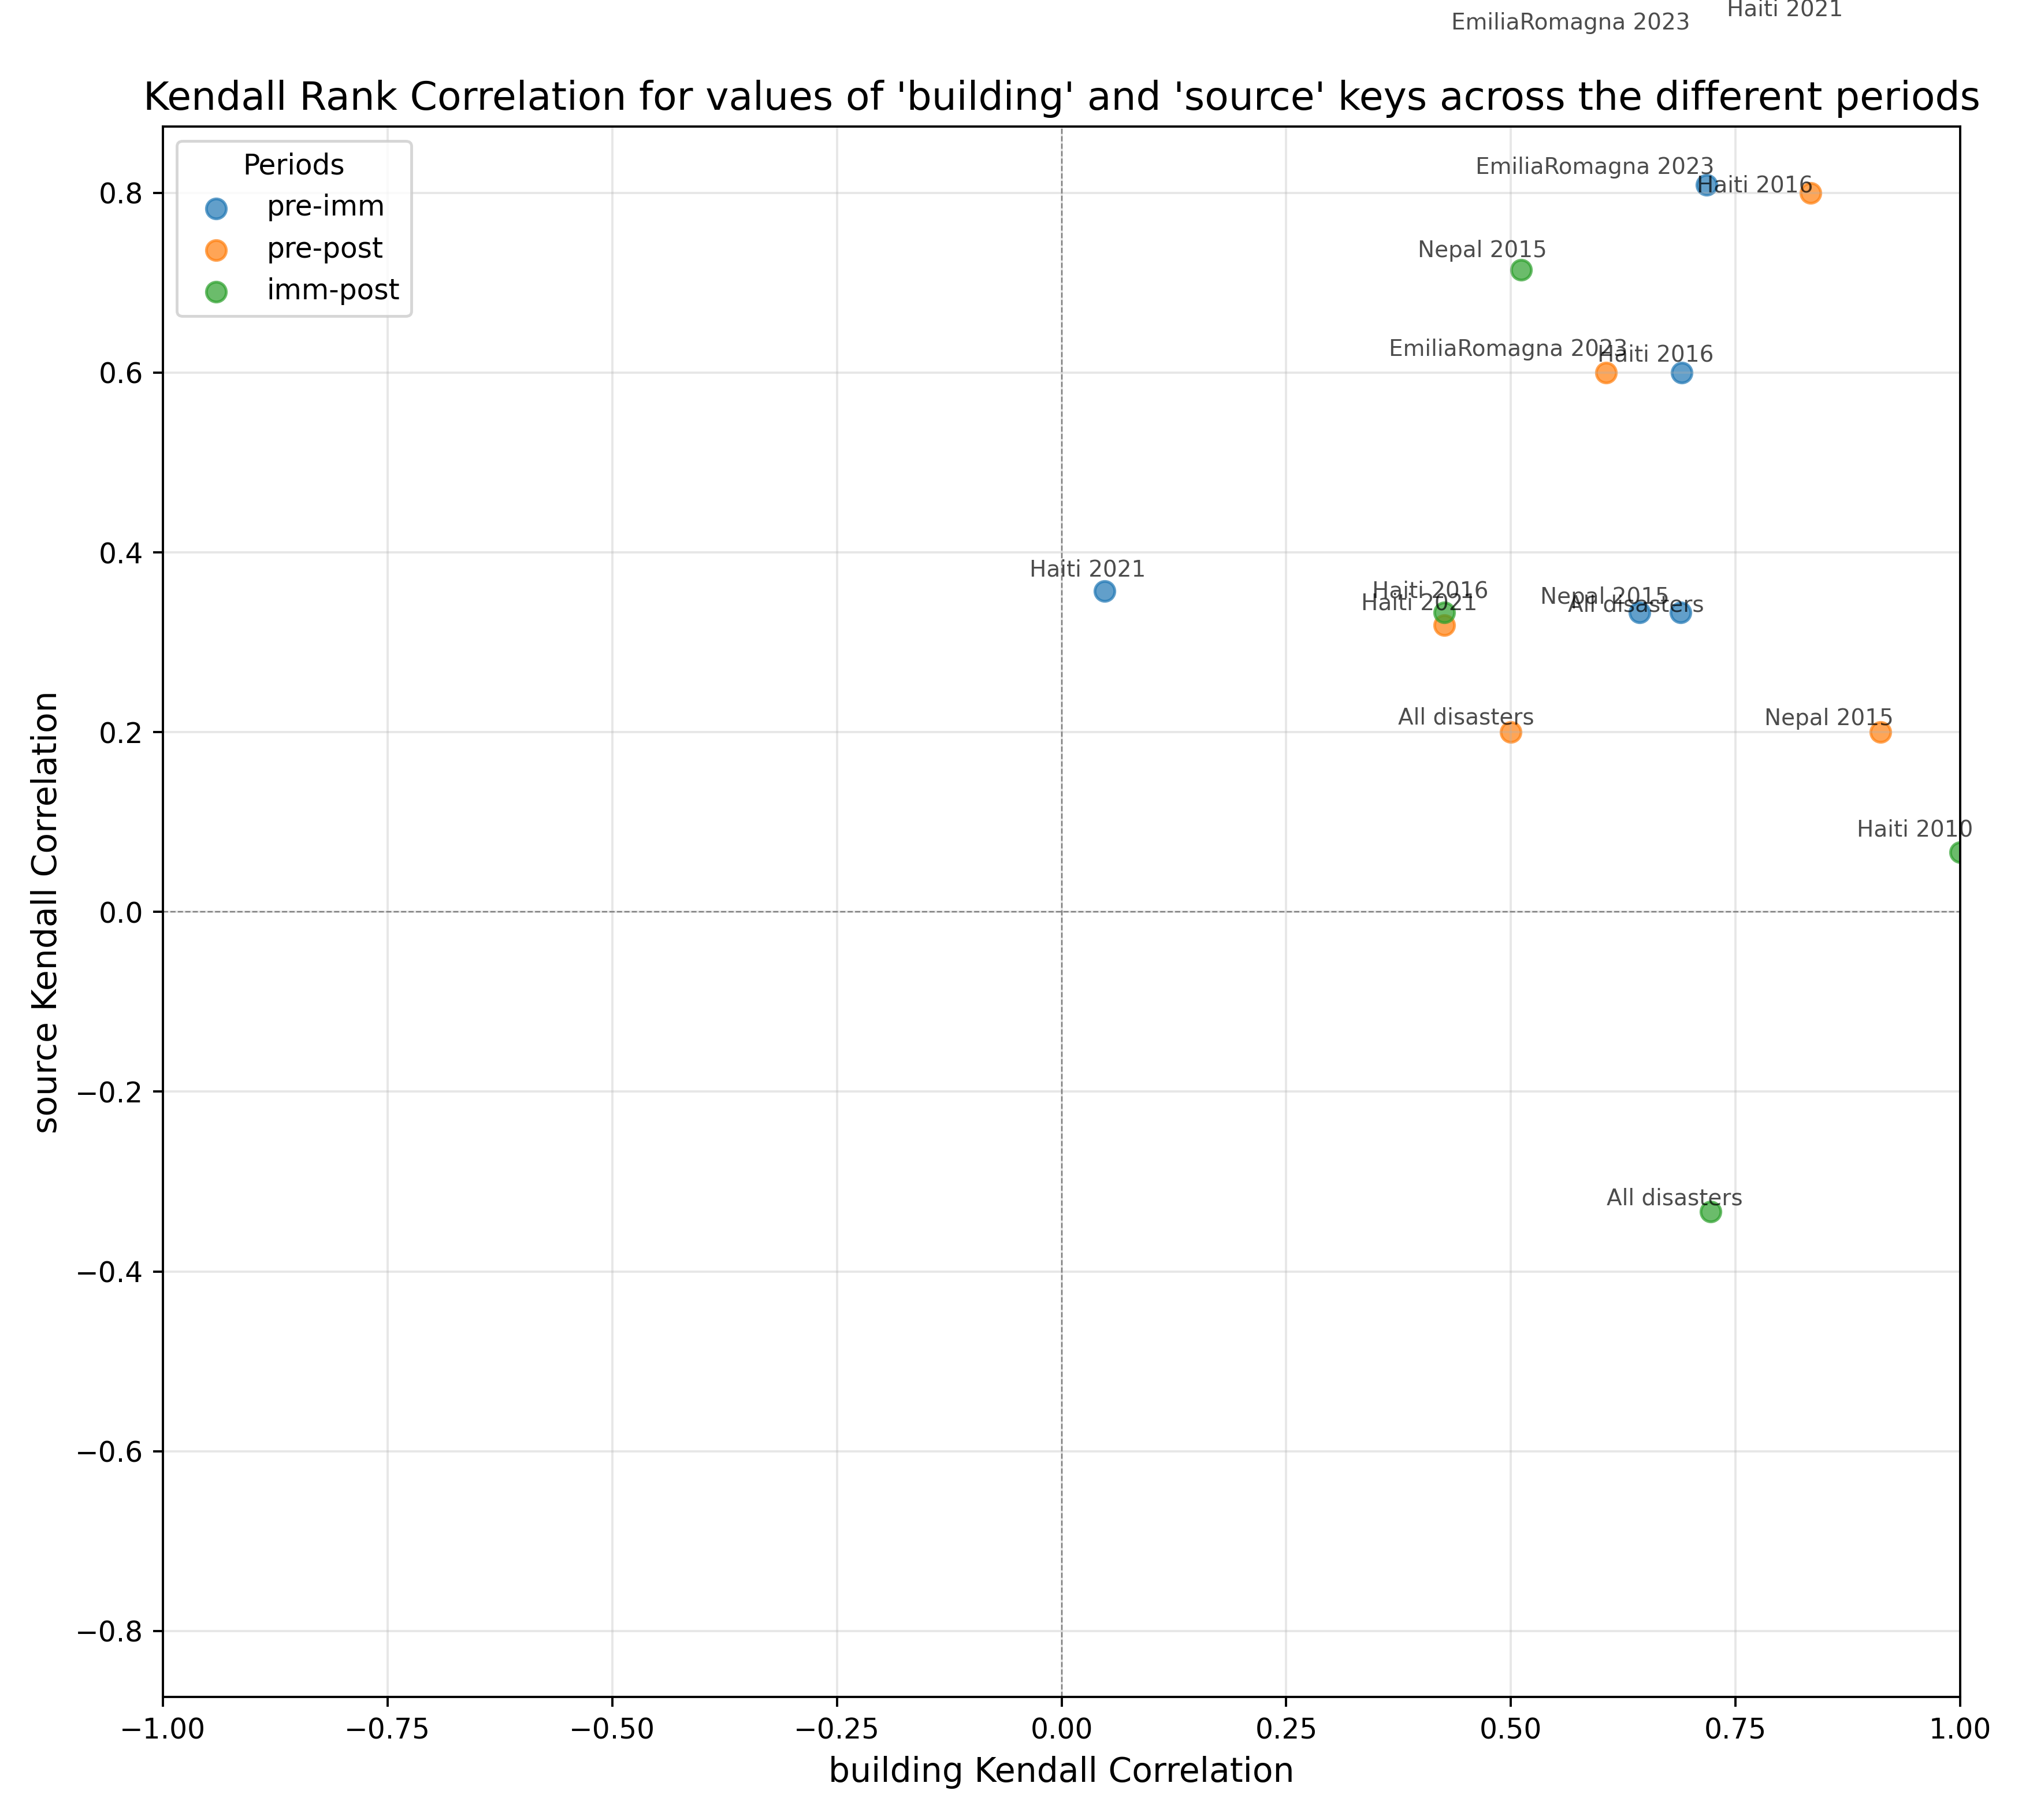 Haiti 2021
EmiliaRomagna 2023
Kendall Rank Correlation for values of 'building' and 'source' keys across the different periods
Periods
pre-imm
pre-post
imm-post
EmiliaRomagna 2023
Haiti 2016
Nepal 2015
EmiliaRomagna 2023
Haiti 2016
Haiti 2021
Haiti 2016
Haiti 2021
Nepal 2015
All disasters
All disasters
Nepal 2015
Haiti 2010
All disasters
0.8
0.6
0.4
0.2
0.0
−0.2
−0.4
−0.6
−0.8
source Kendall Correlation
−1.00
−0.75
−0.50
−0.25
0.00
0.25
0.50
0.75
1.00
building Kendall Correlation